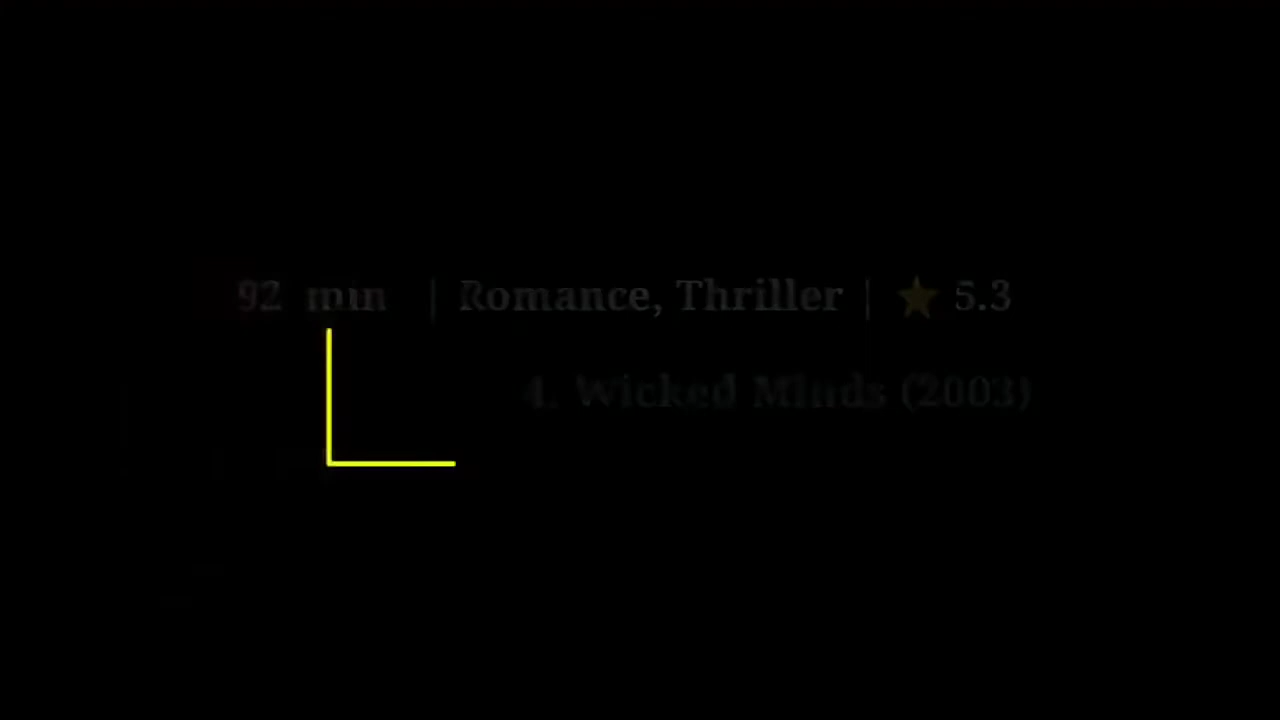 92 min | Romance, Thriller | ★ 5.3
4. Wicked Minds (2003)